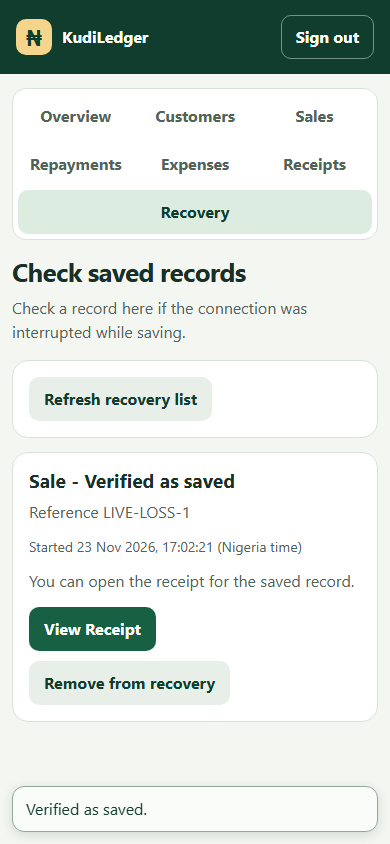 ₦ KudiLedger Sign out
Overview Customers Sales
Repayments Expenses Receipts
Recovery
Check saved records
Check a record here if the connection was
interrupted while saving.
Refresh recovery list
Sale - Verified as saved
Reference LIVE-LOSS-1
Started 23 Nov 2026, 17:02:21 (Nigeria time)
You can open the receipt for the saved record.
View Receipt
Remove from recovery
Verified as saved.